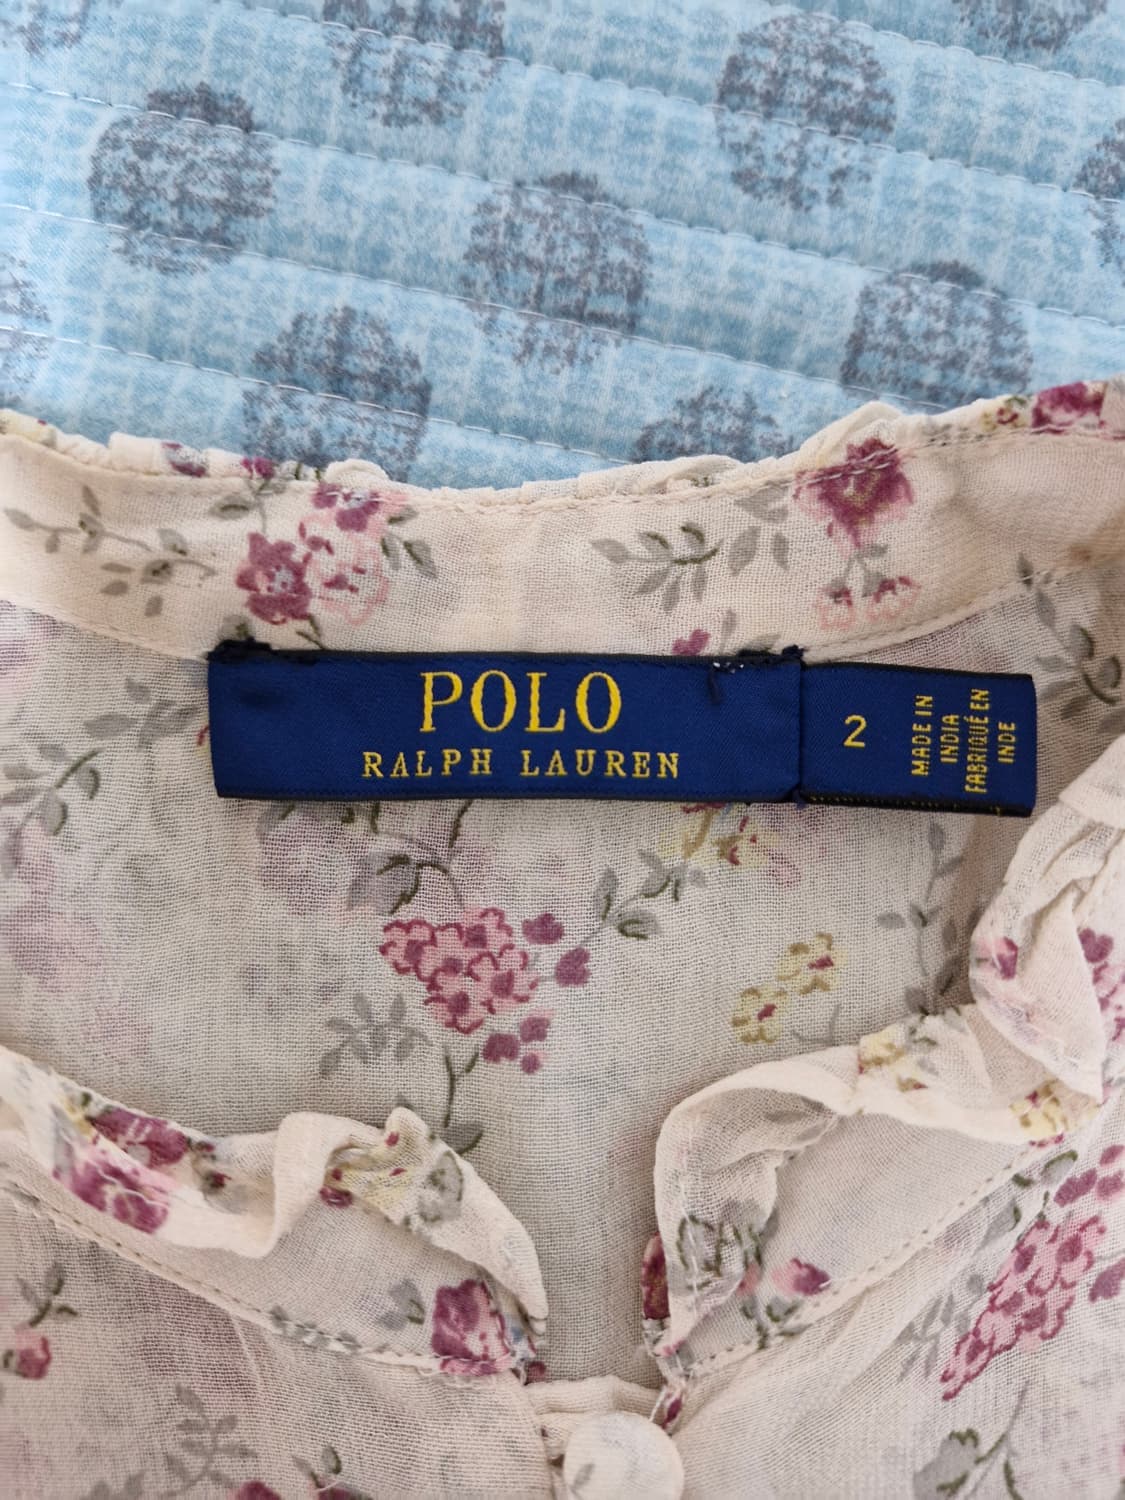 POLO
RALPH LAUREN
2
MADE IN
INDIA
FABRIQUÉ EN
INDE